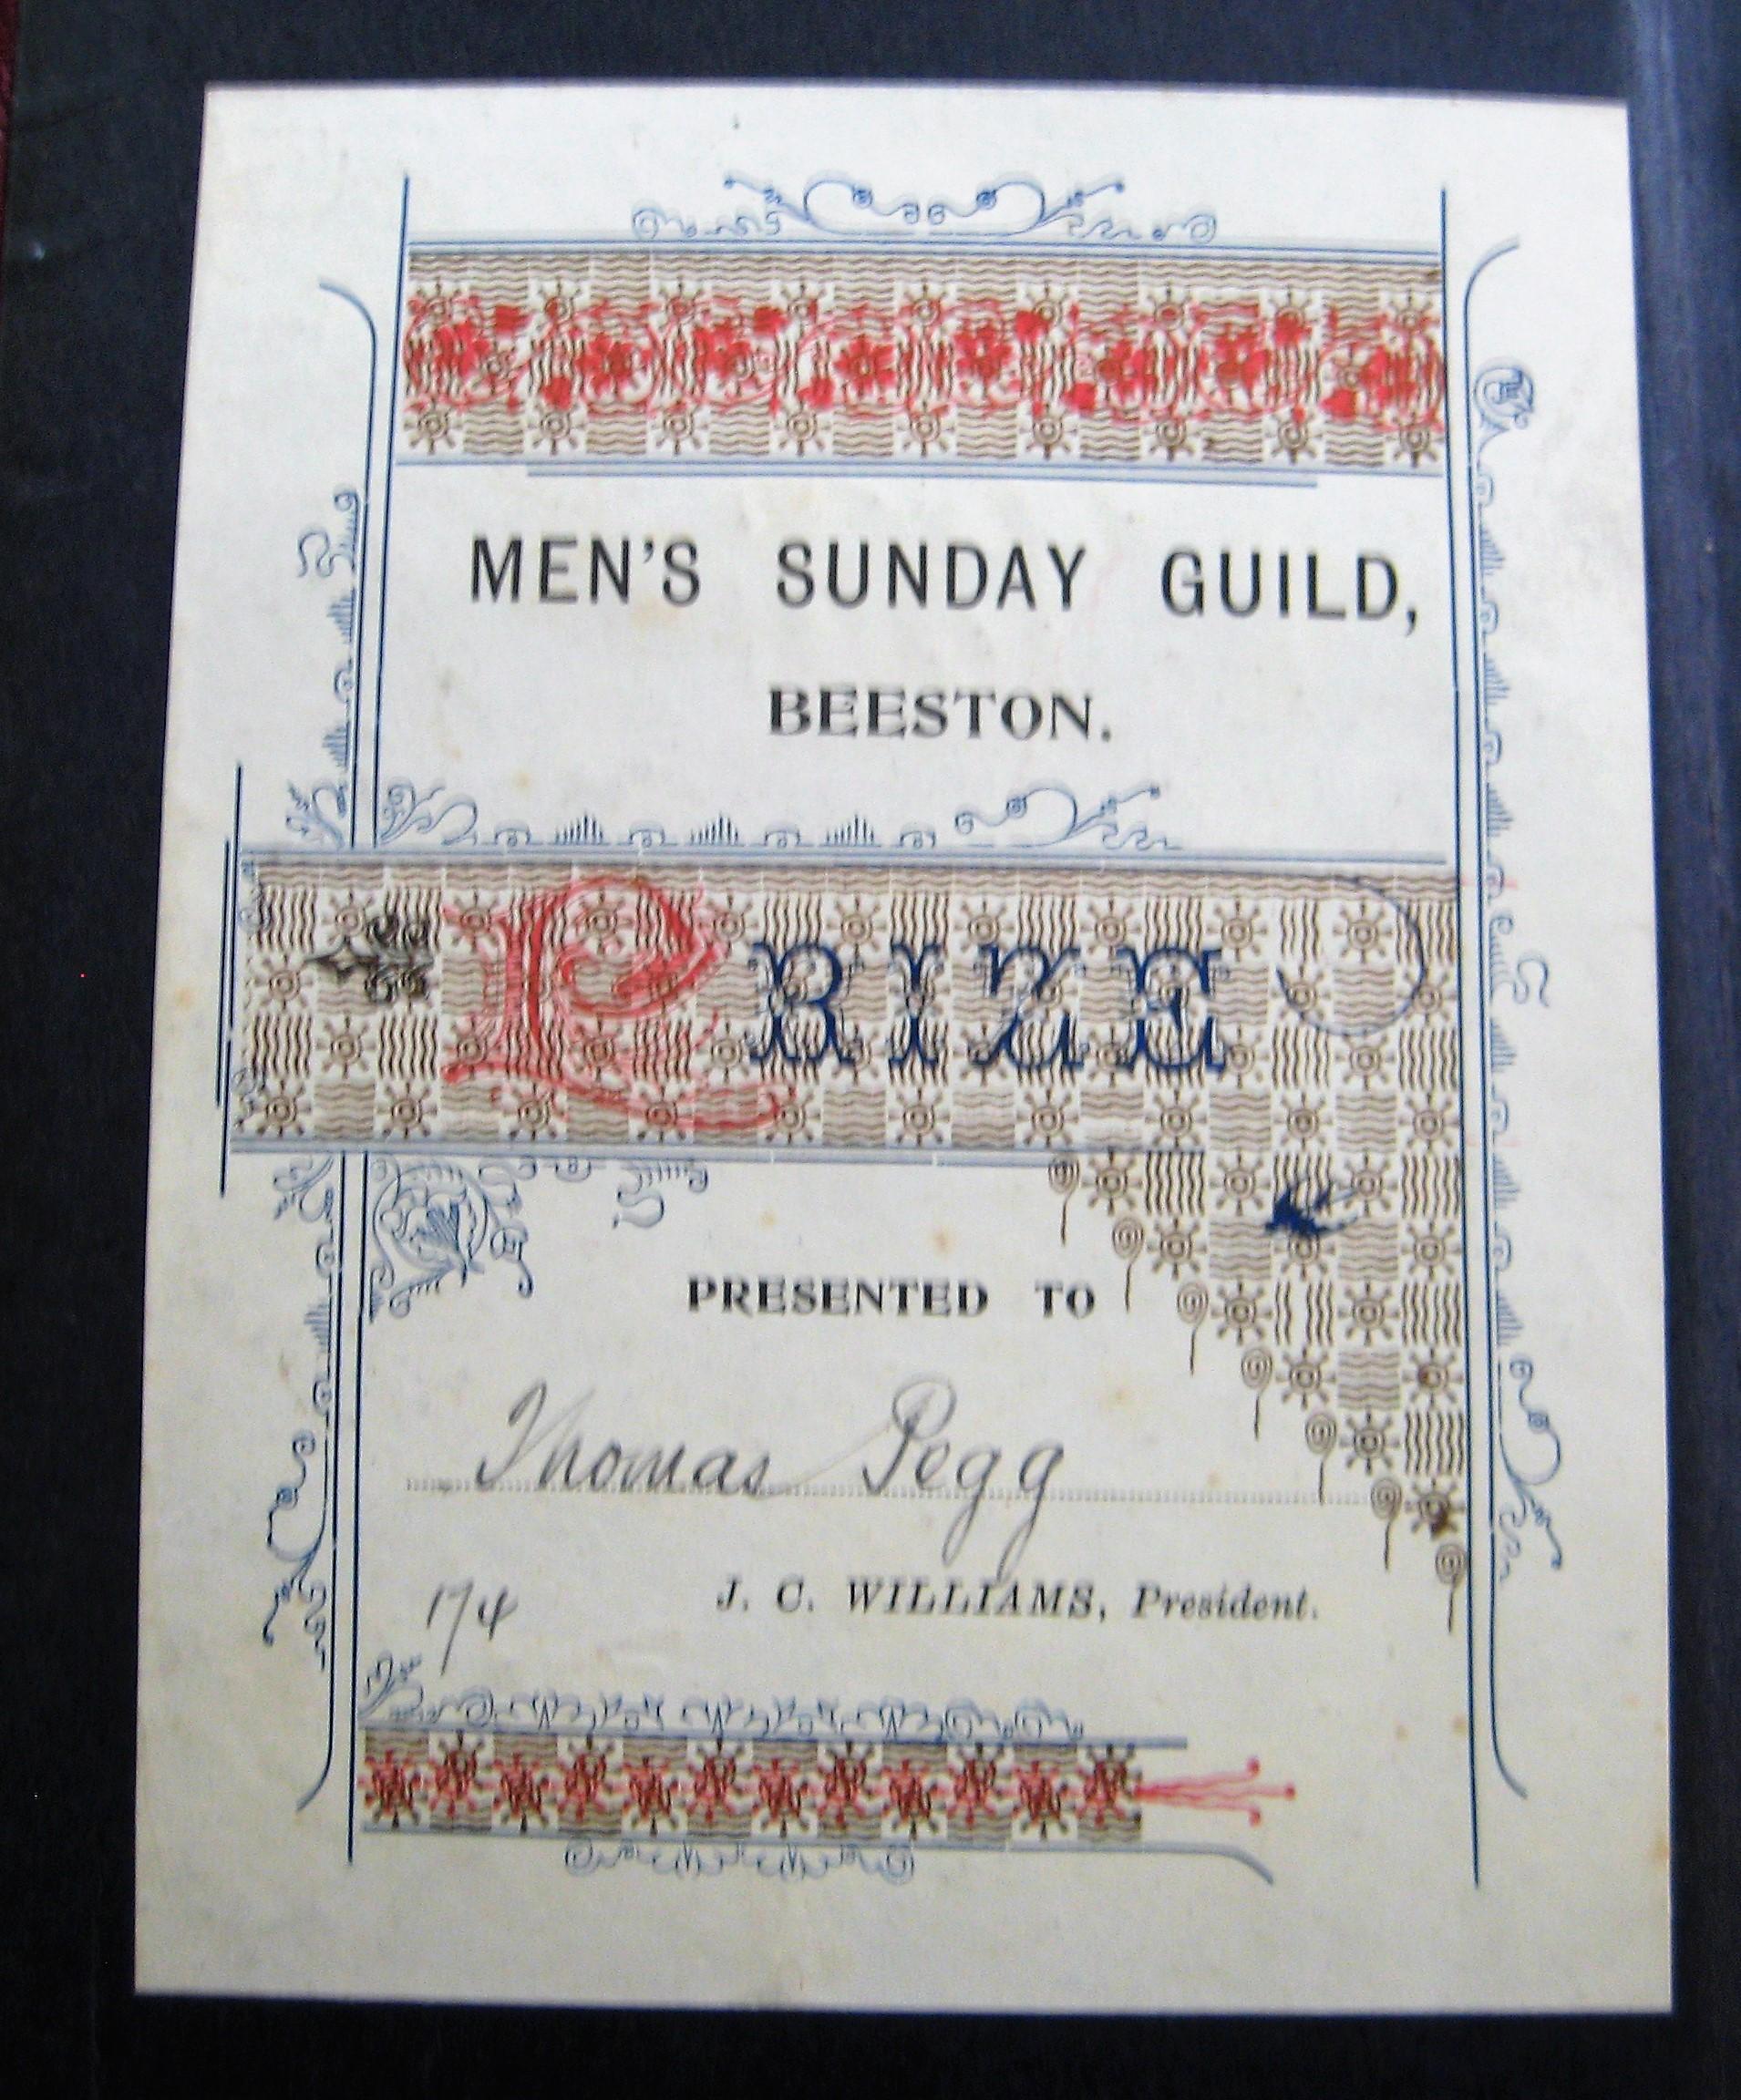 MEN'S SUNDAY GUILD,
BEESTON.
PRIZE
PRESENTED TO
Thomas Pegg
J. C. WILLIAMS, President.
174